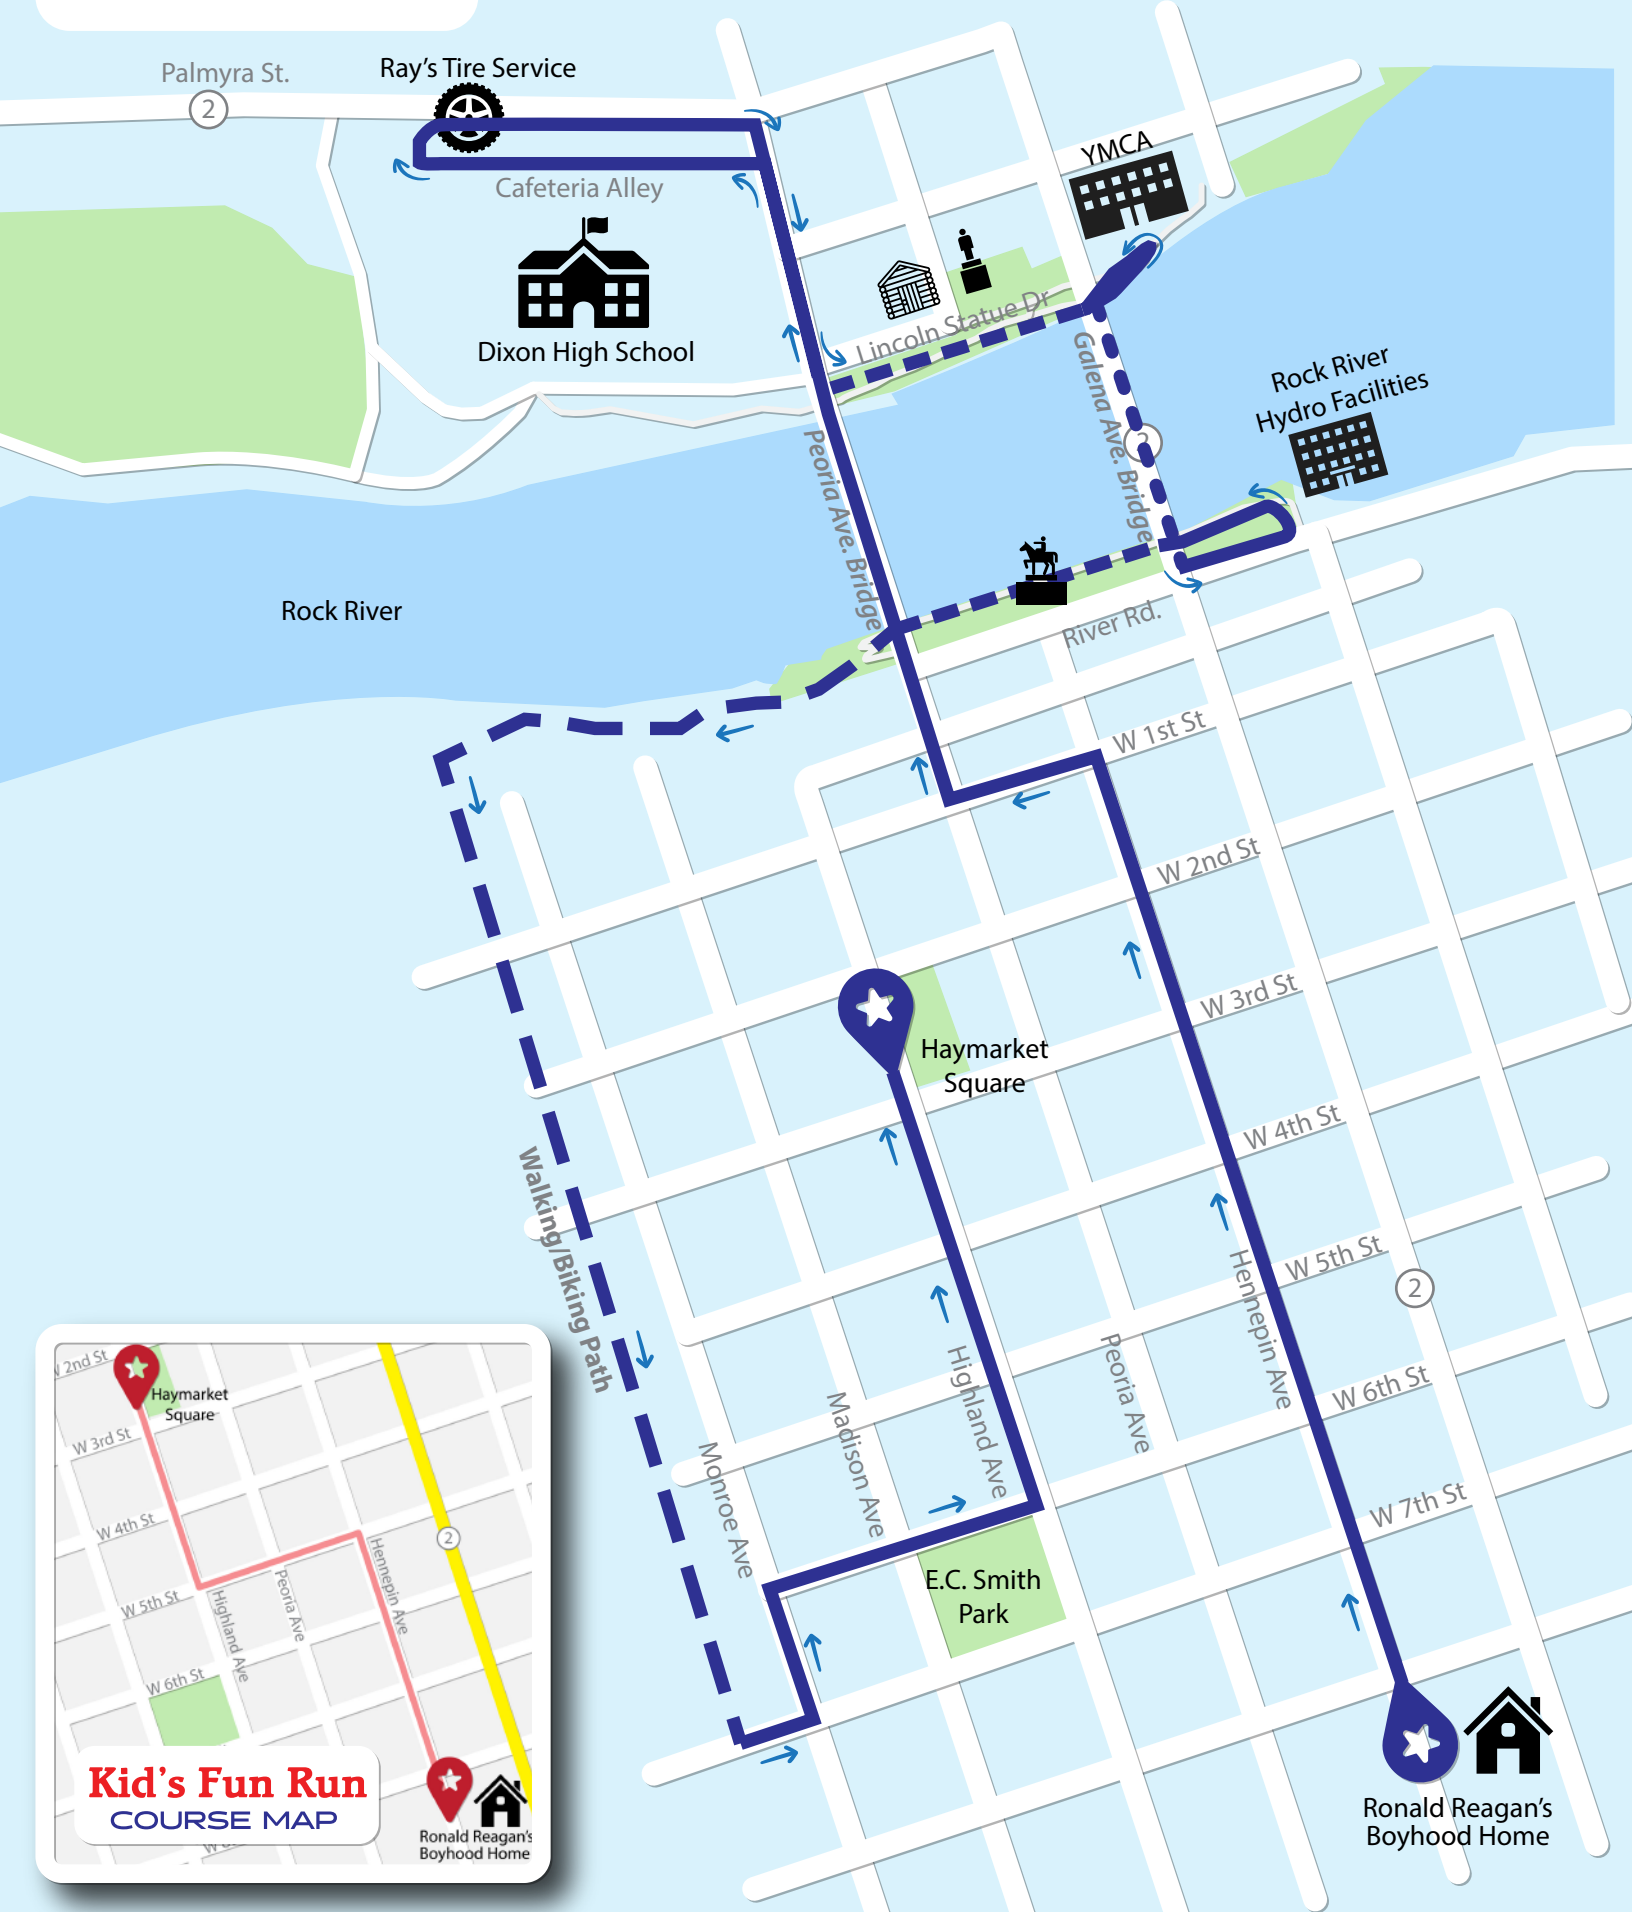 Palmyra St.
2
Ray's Tire Service
Cafeteria Alley
Dixon High School
YMCA
Lincoln Statue Dr
Galena Ave. Bridge
2
Rock River
Hydro Facilities
Peoria Ave. Bridge
Rock River
River Rd.
W 1st St
W 2nd St
W 3rd St
Haymarket
Square
W 4th St
W 5th St
2
Walking/Biking Path
Hennepin Ave
Peoria Ave
Highland Ave
Madison Ave
Monroe Ave
W 6th St
W 7th St
E.C. Smith
Park
Ronald Reagan's
Boyhood Home
W 2nd St
Haymarket
Square
W 3rd St
W 4th St
2
Hennepin Ave
Peoria Ave
Highland Ave
W 5th St
W 6th St
Kid's Fun Run
COURSE MAP
Ronald Reagan's
Boyhood Home